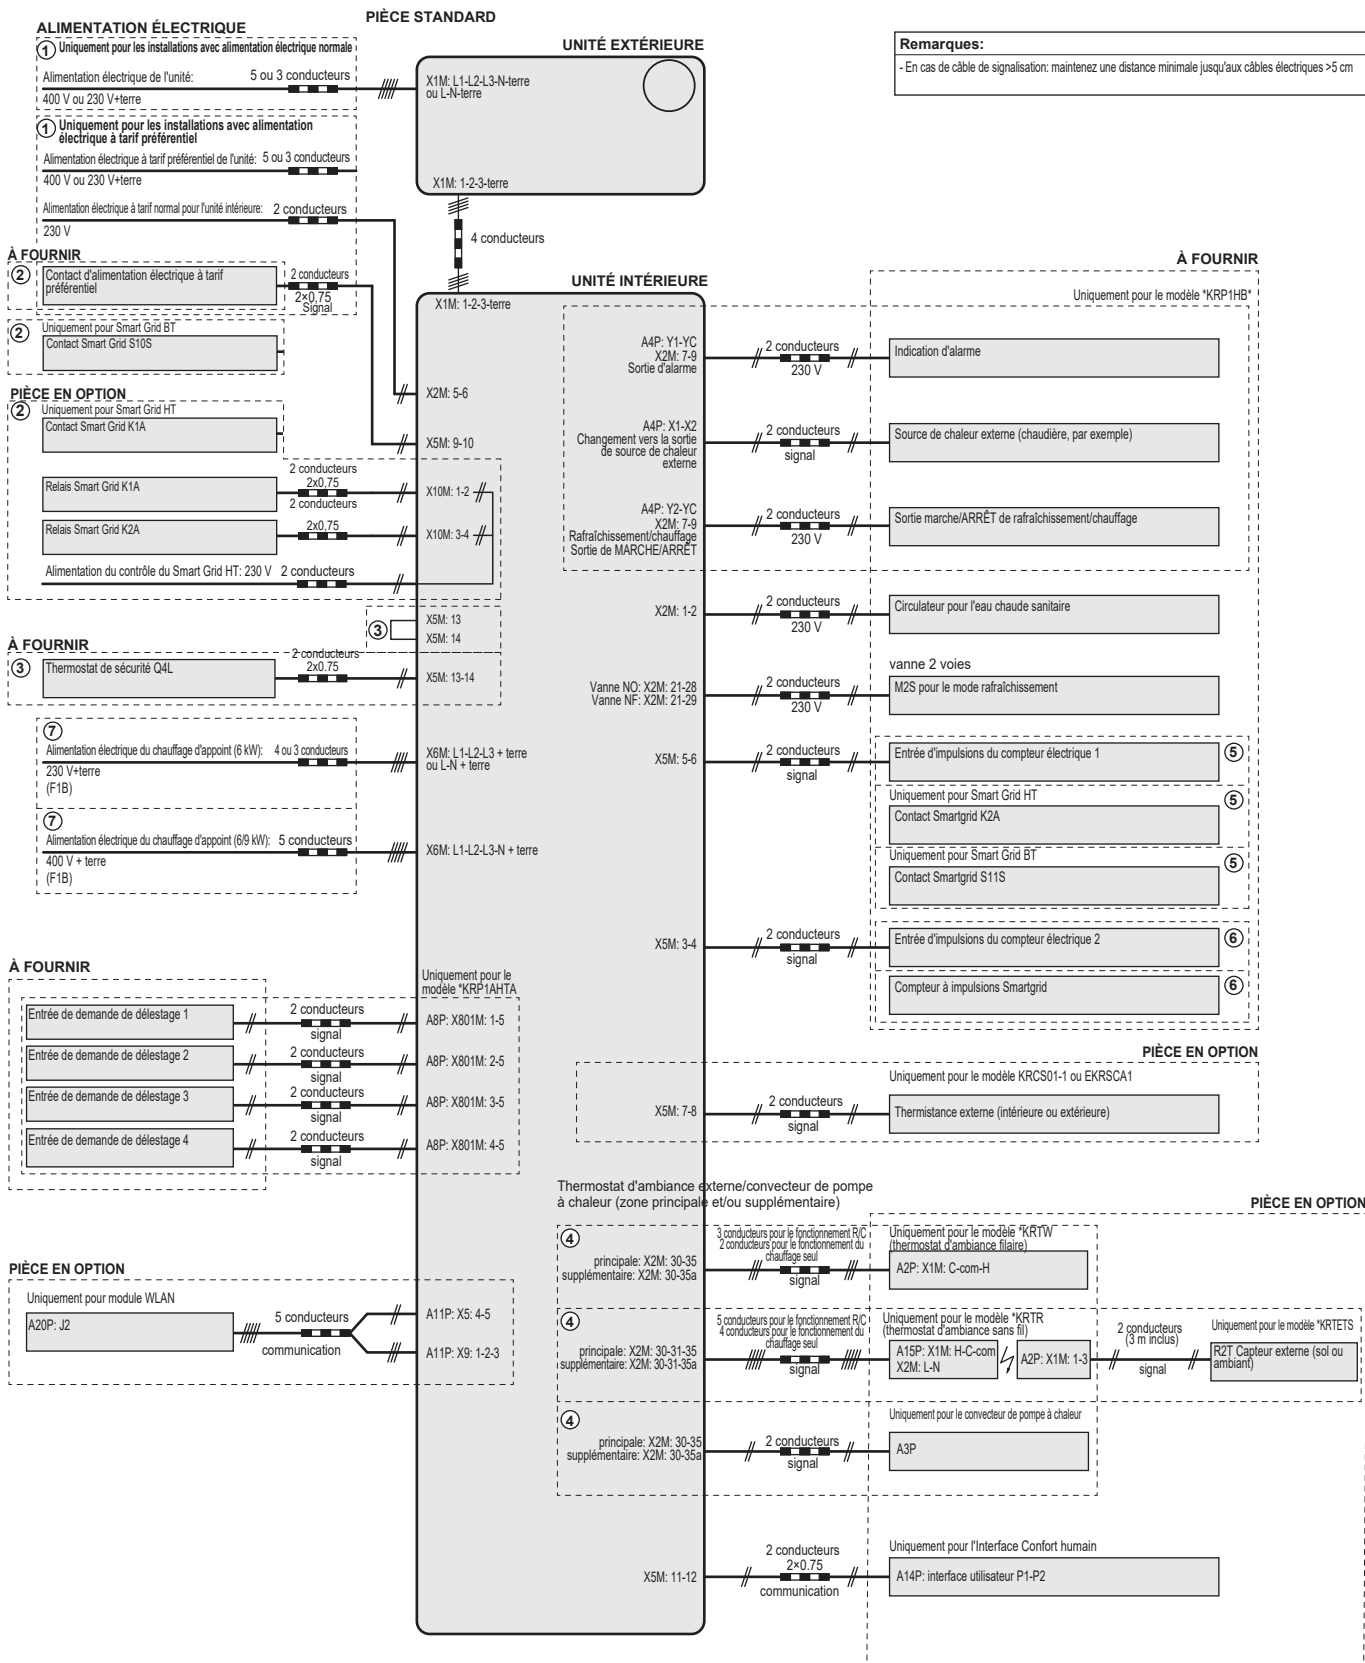 PIÈCE STANDARD
ALIMENTATION ÉLECTRIQUE
① Uniquement pour les installations avec alimentation électrique normale
Alimentation électrique de l'unité: 5 ou 3 conducteurs
400 V ou 230 V+terre
① Uniquement pour les installations avec alimentation
électrique à tarif préférentiel
Alimentation électrique à tarif préférentiel de l'unité: 5 ou 3 conducteurs
400 V ou 230 V+terre
Alimentation électrique à tarif normal pour l'unité intérieure: 2 conducteurs
230 V
À FOURNIR
② Contact d'alimentation électrique à tarif
préférentiel
2 conducteurs
2×0,75
Signal
② Uniquement pour Smart Grid BT
Contact Smart Grid S10S
PIÈCE EN OPTION
② Uniquement pour Smart Grid HT
Contact Smart Grid K1A
Relais Smart Grid K1A
2 conducteurs
2x0,75
2 conducteurs
Relais Smart Grid K2A
2x0,75
Alimentation du contrôle du Smart Grid HT: 230 V 2 conducteurs
À FOURNIR
③ Thermostat de sécurité Q4L
2 conducteurs
2x0.75
⑦
Alimentation électrique du chauffage d'appoint (6 kW): 4 ou 3 conducteurs
230 V+terre
(F1B)
⑦
Alimentation électrique du chauffage d'appoint (6/9 kW): 5 conducteurs
400 V + terre
(F1B)
À FOURNIR
Entrée de demande de délestage 1
2 conducteurs
signal
Entrée de demande de délestage 2
2 conducteurs
signal
Entrée de demande de délestage 3
2 conducteurs
signal
Entrée de demande de délestage 4
2 conducteurs
signal
PIÈCE EN OPTION
Uniquement pour module WLAN
A20P: J2
5 conducteurs
communication
UNITÉ EXTÉRIEURE
X1M: L1-L2-L3-N-terre
ou L-N-terre
X1M: 1-2-3-terre
4 conducteurs
UNITÉ INTÉRIEURE
X1M: 1-2-3-terre
X2M: 5-6
X5M: 9-10
X10M: 1-2
X10M: 3-4
③
X5M: 13
X5M: 14
X5M: 13-14
X6M: L1-L2-L3 + terre
ou L-N + terre
X6M: L1-L2-L3-N + terre
Uniquement pour le
modèle *KRP1AHTA
A8P: X801M: 1-5
A8P: X801M: 2-5
A8P: X801M: 3-5
A8P: X801M: 4-5
A11P: X5: 4-5
A11P: X9: 1-2-3
Remarques:
- En cas de câble de signalisation: maintenez une distance minimale jusqu'aux câbles électriques >5 cm
À FOURNIR
Uniquement pour le modèle *KRP1HB*
A4P: Y1-YC
X2M: 7-9
Sortie d'alarme
2 conducteurs
230 V
Indication d'alarme
A4P: X1-X2
Changement vers la sortie
de source de chaleur
externe
2 conducteurs
signal
Source de chaleur externe (chaudière, par exemple)
A4P: Y2-YC
X2M: 7-9
Rafraîchissement/chauffage
Sortie de MARCHE/ARRÊT
2 conducteurs
230 V
Sortie marche/ARRÊT de rafraîchissement/chauffage
X2M: 1-2
2 conducteurs
230 V
Circulateur pour l'eau chaude sanitaire
vanne 2 voies
Vanne NO: X2M: 21-28
Vanne NF: X2M: 21-29
2 conducteurs
230 V
M2S pour le mode rafraîchissement
X5M: 5-6
2 conducteurs
signal
Entrée d'impulsions du compteur électrique 1 ⑤
Uniquement pour Smart Grid HT
Contact Smartgrid K2A ⑤
Uniquement pour Smart Grid BT
Contact Smartgrid S11S ⑤
X5M: 3-4
2 conducteurs
signal
Entrée d'impulsions du compteur électrique 2 ⑥
Compteur à impulsions Smartgrid ⑥
PIÈCE EN OPTION
Uniquement pour le modèle KRCS01-1 ou EKRSCA1
X5M: 7-8
2 conducteurs
signal
Thermistance externe (intérieure ou extérieure)
Thermostat d'ambiance externe/convecteur de pompe
à chaleur (zone principale et/ou supplémentaire)
PIÈCE EN OPTION
④
principale: X2M: 30-35
supplémentaire: X2M: 30-35a
3 conducteurs pour le fonctionnement R/C
2 conducteurs pour le fonctionnement du
chauffage seul
signal
Uniquement pour le modèle *KRTW
(thermostat d'ambiance filaire)
A2P: X1M: C-com-H
④
principale: X2M: 30-31-35
supplémentaire: X2M: 30-31-35a
5 conducteurs pour le fonctionnement R/C
4 conducteurs pour le fonctionnement du
chauffage seul
signal
Uniquement pour le modèle *KRTR
(thermostat d'ambiance sans fil)
A15P: X1M: H-C-com
X2M: L-N
A2P: X1M: 1-3
2 conducteurs
(3 m inclus)
signal
Uniquement pour le modèle *KRTETS
R2T Capteur externe (sol ou
ambiant)
④
principale: X2M: 30-35
supplémentaire: X2M: 30-35a
2 conducteurs
signal
Uniquement pour le convecteur de pompe à chaleur
A3P
X5M: 11-12
2 conducteurs
2×0.75
communication
Uniquement pour l'Interface Confort humain
A14P: interface utilisateur P1-P2